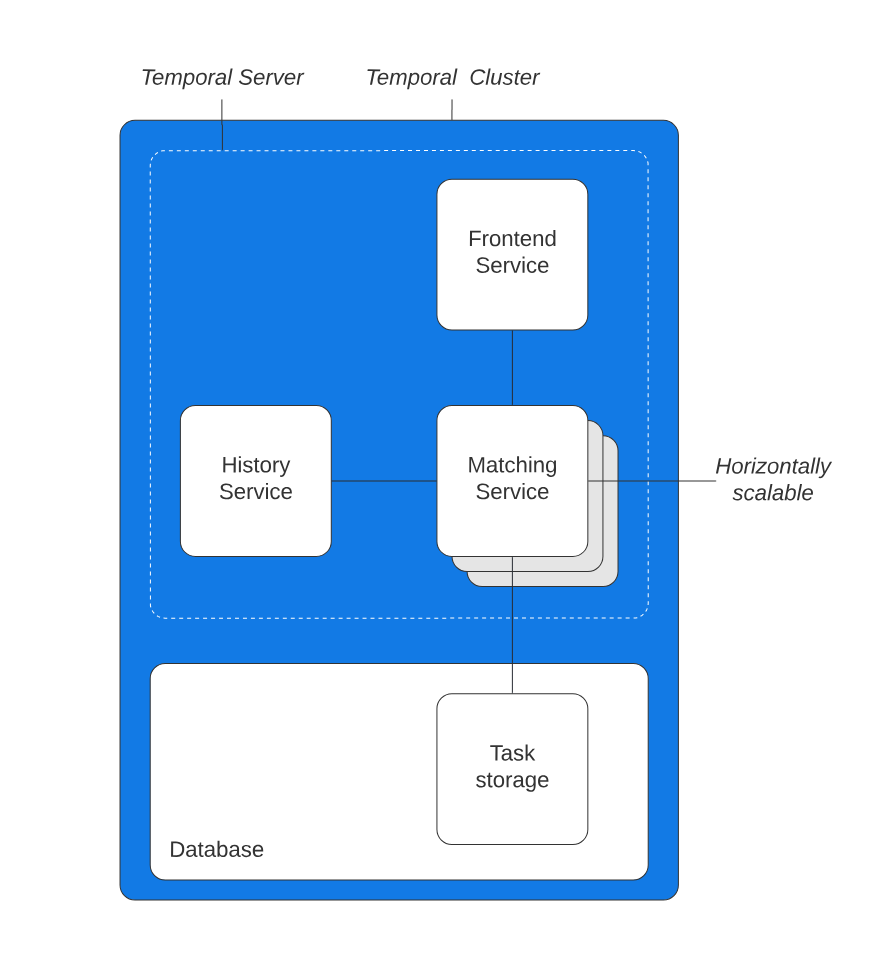 Temporal Server
Temporal  Cluster
Frontend
Service
History
Service
Matching
Service
Horizontally
scalable
Task
storage
Database